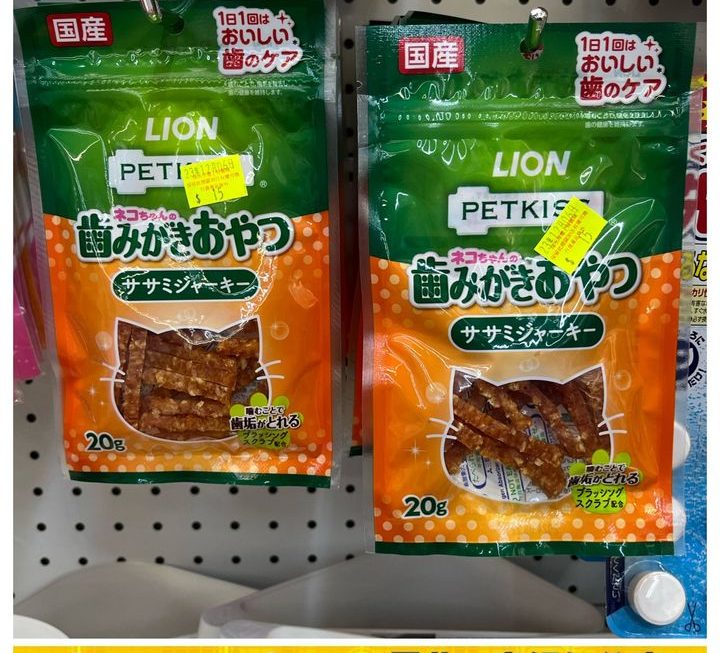 国産
1日1回は
おいしい
歯のケア
LION
PETKIS
$ 15
ネコちゃんの
歯みがきおやつ
ササミジャーキー
噛むことで
歯垢がとれる
ブラッシング
スクラブ配合
20g
国産
1日1回は
おいしい
歯のケア
LION
PETKIS
ネコちゃんの
歯みがきおやつ
ササミジャーキー
噛むことで
歯垢がとれる
ブラッシング
スクラブ配合
20g